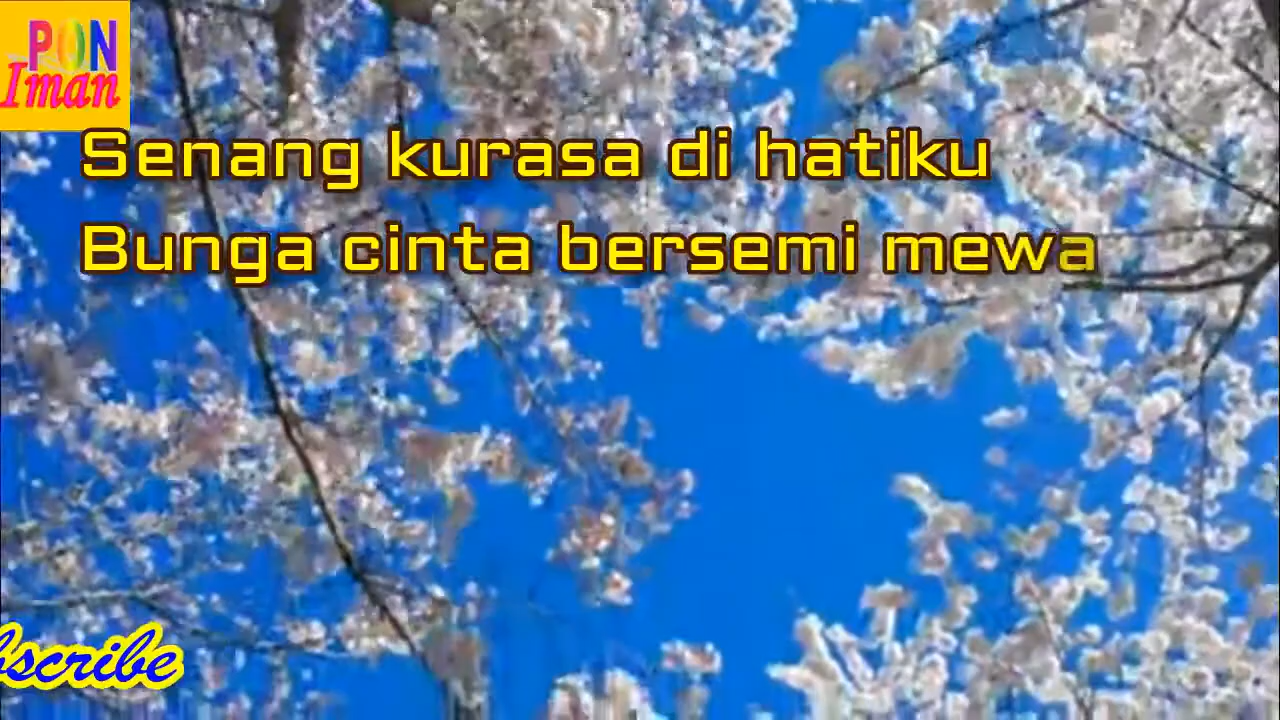 PON
Iman
Senang kurasa di hatiku
Bunga cinta bersemi mewa
bscribe